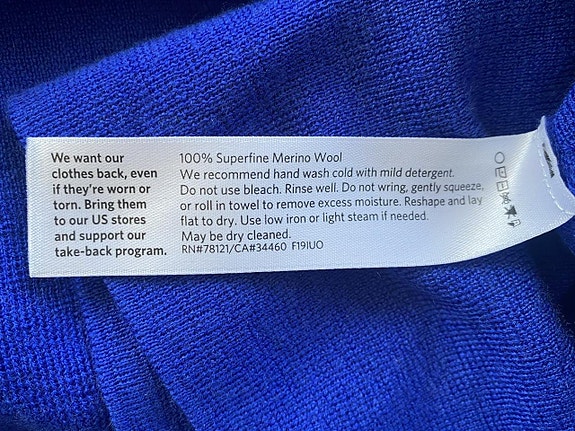 We want our
clothes back, even
if they're worn or
torn. Bring them
to our US stores
and support our
take-back program.
100% Superfine Merino Wool
We recommend hand wash cold with mild detergent.
Do not use bleach. Rinse well. Do not wring, gently squeeze,
or roll in towel to remove excess moisture. Reshape and lay
flat to dry. Use low iron or light steam if needed.
May be dry cleaned.
RN#78121/CA#34460 F19IUO